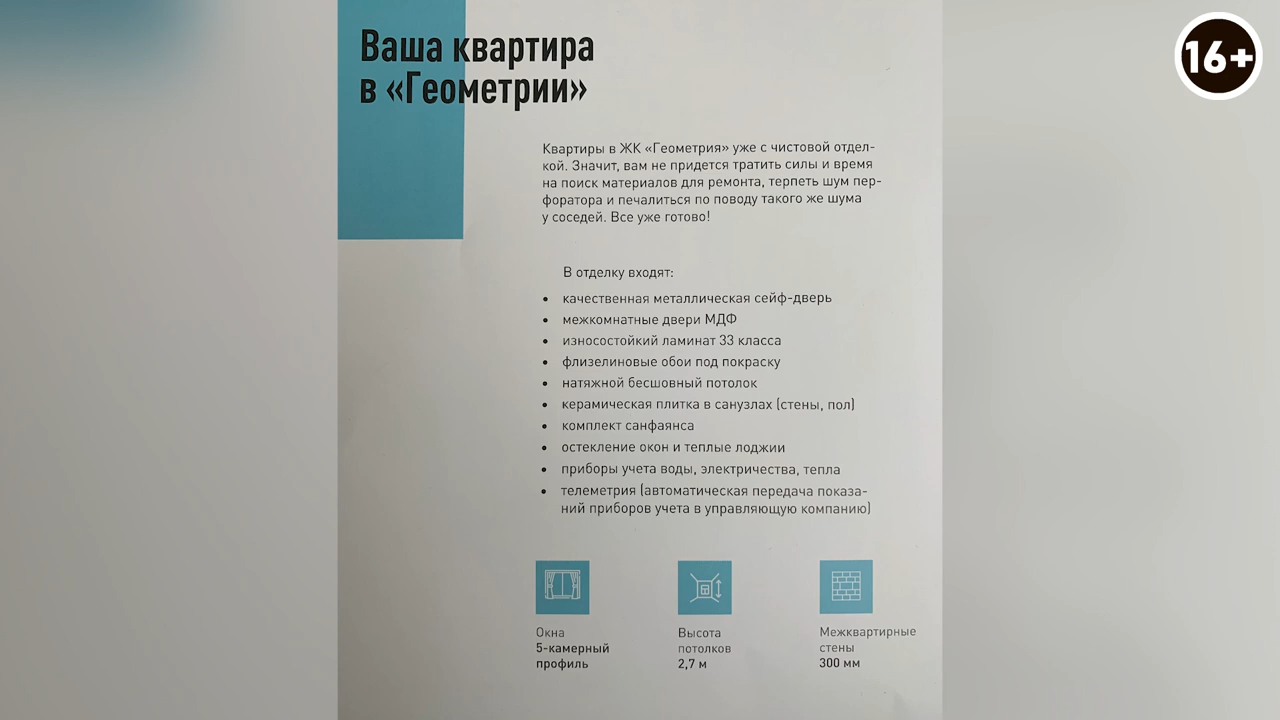 Ваша квартира
в «Геометрии»
16+
Квартиры в ЖК «Геометрия» уже с чистовой отдел-
кой. Значит, вам не придется тратить силы и время
на поиск материалов для ремонта, терпеть шум пер-
форатора и печалиться по поводу такого же шума
у соседей. Все уже готово!
В отделку входят:
• качественная металлическая сейф-дверь
• межкомнатные двери МДФ
• износостойкий ламинат 33 класса
• флизелиновые обои под покраску
• натяжной бесшовный потолок
• керамическая плитка в санузлах (стены, пол)
• комплект санфаянса
• остекление окон и теплые лоджии
• приборы учета воды, электричества, тепла
• телеметрия (автоматическая передача показа-
ний приборов учета в управляющую компанию)
Окна
5-камерный
профиль
Высота
потолков
2,7 м
Межквартирные
стены
300 мм